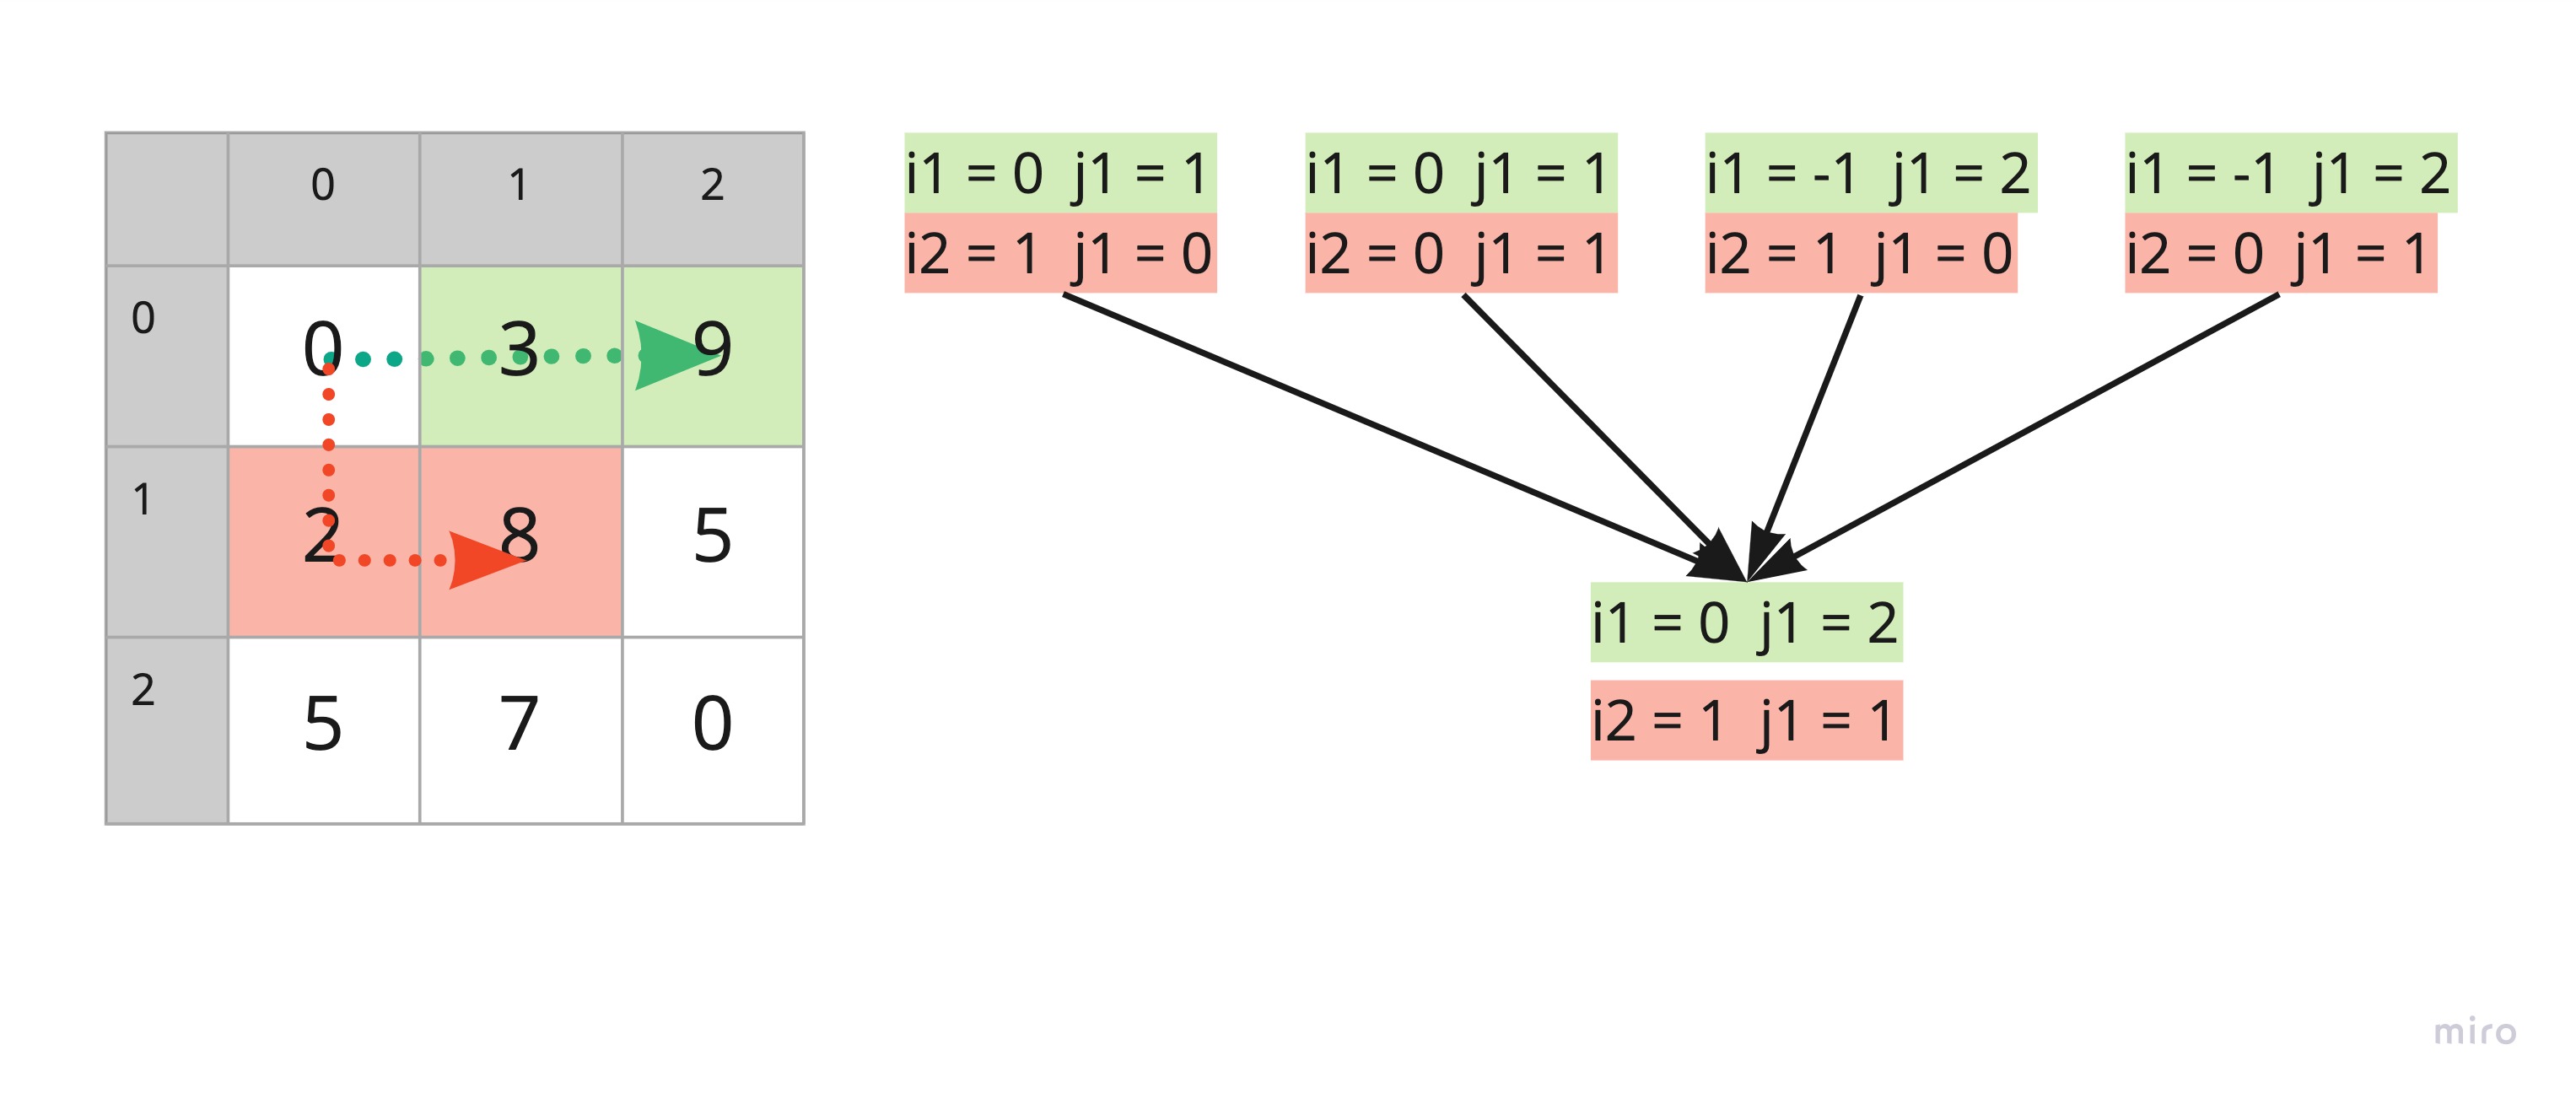 0 1 2
0 0 3 9
1 2 8 5
2 5 7 0
i1 = 0 j1 = 1
i2 = 1 j1 = 0
i1 = 0 j1 = 1
i2 = 0 j1 = 1
i1 = -1 j1 = 2
i2 = 1 j1 = 0
i1 = -1 j1 = 2
i2 = 0 j1 = 1
i1 = 0 j1 = 2
i2 = 1 j1 = 1
miro